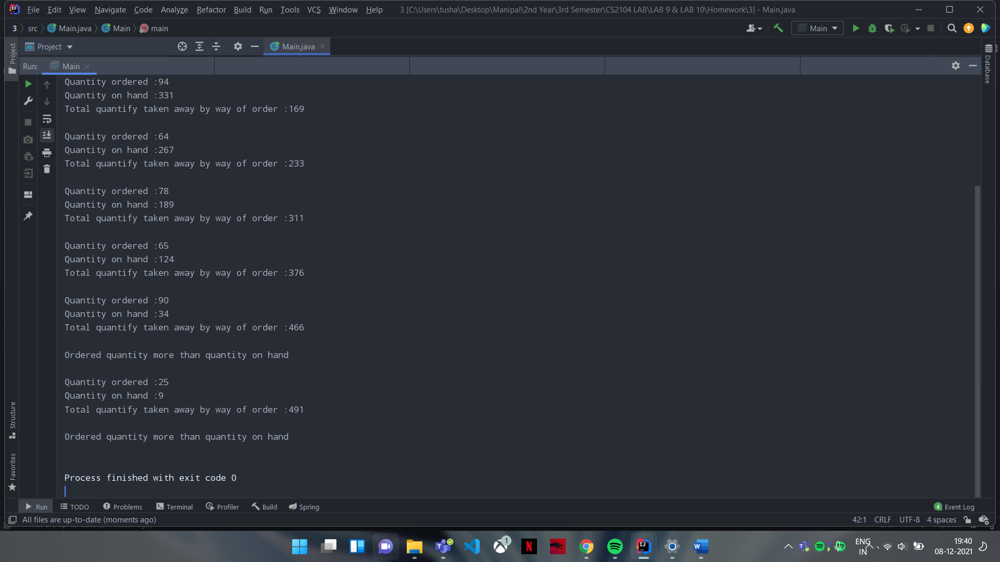 File Edit View Navigate Code Analyze Refactor Build Run Tools VCS Window Help 3 [C:\Users\tusha\Desktop\Manipal\2nd Year\3rd Semester\CS2104 LAB\LAB 9 & LAB 10\Homework\3] - Main.java
3 src Main.java Main main
Main
Project
Main.java
Run: Main
Project
Database
Quantity ordered :94
Quantity on hand :331
Total quantify taken away by way of order :169
Quantity ordered :64
Quantity on hand :267
Total quantify taken away by way of order :233
Quantity ordered :78
Quantity on hand :189
Total quantify taken away by way of order :311
Quantity ordered :65
Quantity on hand :124
Total quantify taken away by way of order :376
Quantity ordered :90
Quantity on hand :34
Total quantify taken away by way of order :466
Ordered quantity more than quantity on hand
Quantity ordered :25
Quantity on hand :9
Total quantify taken away by way of order :491
Ordered quantity more than quantity on hand
Process finished with exit code 0
Structure
Favorites
Run TODO Problems Terminal Profiler Build Spring
4 Event Log
All files are up-to-date (moments ago)
42:1 CRLF UTF-8 4 spaces
1
N
IJ
W
ENG
IN
19:40
08-12-2021